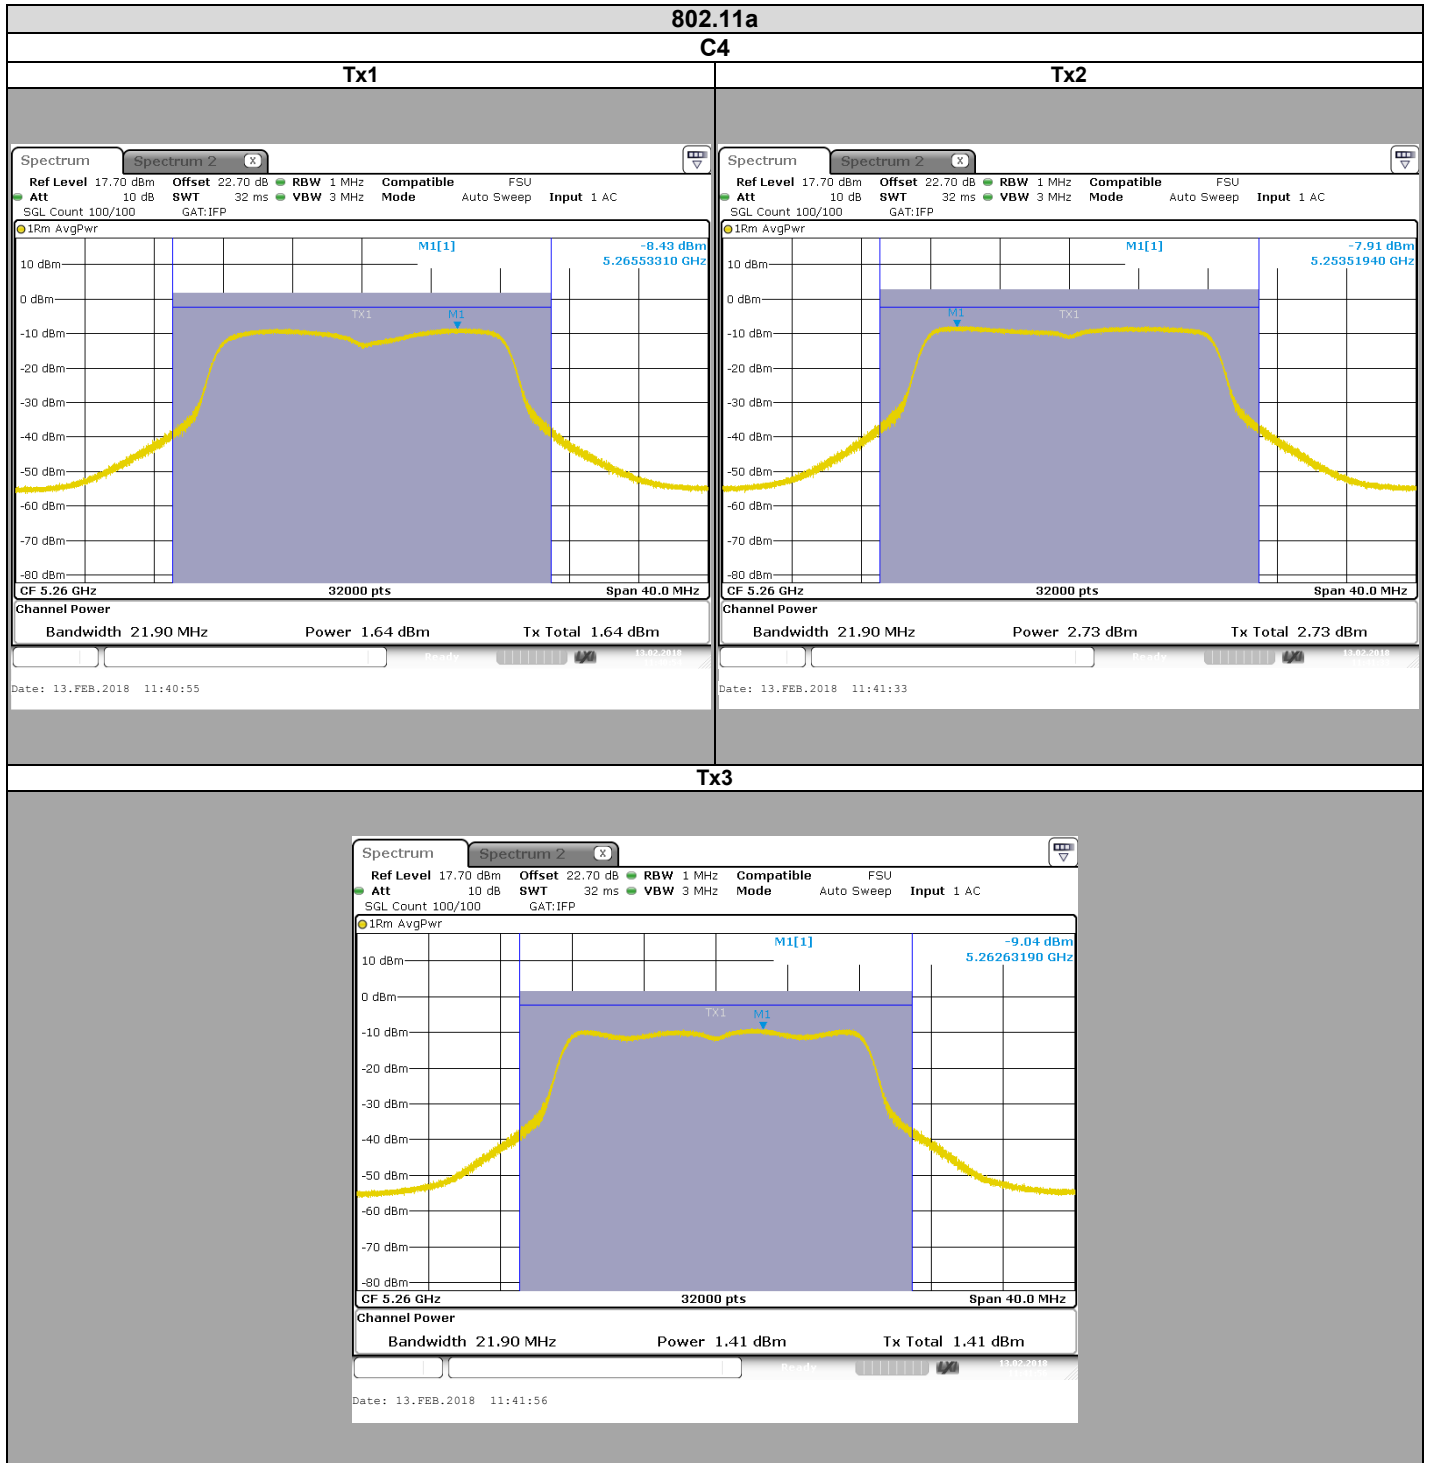 802.11a
C4
Tx1
Spectrum Spectrum 2 X
Ref Level 17.70 dBm Offset 22.70 dB RBW 1 MHz Compatible FSU
Att 10 dB SWT 32 ms VBW 3 MHz Mode Auto Sweep Input 1 AC
SGL Count 100/100 GAT:IFP
1Rm AvgPwr
M1[1] -8.43 dBm
5.26553310 GHz
10 dBm
0 dBm
TX1 M1
-10 dBm
-20 dBm
-30 dBm
-40 dBm
-50 dBm
-60 dBm
-70 dBm
-80 dBm
CF 5.26 GHz 32000 pts Span 40.0 MHz
Channel Power
Bandwidth 21.90 MHz Power 1.64 dBm Tx Total 1.64 dBm
Ready 13.02.2018
Date: 13.FEB.2018 11:40:55
Tx2
Spectrum Spectrum 2 X
Ref Level 17.70 dBm Offset 22.70 dB RBW 1 MHz Compatible FSU
Att 10 dB SWT 32 ms VBW 3 MHz Mode Auto Sweep Input 1 AC
SGL Count 100/100 GAT:IFP
1Rm AvgPwr
M1[1] -7.91 dBm
5.25351940 GHz
10 dBm
0 dBm
M1 TX1
-10 dBm
-20 dBm
-30 dBm
-40 dBm
-50 dBm
-60 dBm
-70 dBm
-80 dBm
CF 5.26 GHz 32000 pts Span 40.0 MHz
Channel Power
Bandwidth 21.90 MHz Power 2.73 dBm Tx Total 2.73 dBm
Ready 13.02.2018
Date: 13.FEB.2018 11:41:33
Tx3
Spectrum Spectrum 2 X
Ref Level 17.70 dBm Offset 22.70 dB RBW 1 MHz Compatible FSU
Att 10 dB SWT 32 ms VBW 3 MHz Mode Auto Sweep Input 1 AC
SGL Count 100/100 GAT:IFP
1Rm AvgPwr
M1[1] -9.04 dBm
5.26263190 GHz
10 dBm
0 dBm
TX1 M1
-10 dBm
-20 dBm
-30 dBm
-40 dBm
-50 dBm
-60 dBm
-70 dBm
-80 dBm
CF 5.26 GHz 32000 pts Span 40.0 MHz
Channel Power
Bandwidth 21.90 MHz Power 1.41 dBm Tx Total 1.41 dBm
Ready 13.02.2018
Date: 13.FEB.2018 11:41:56